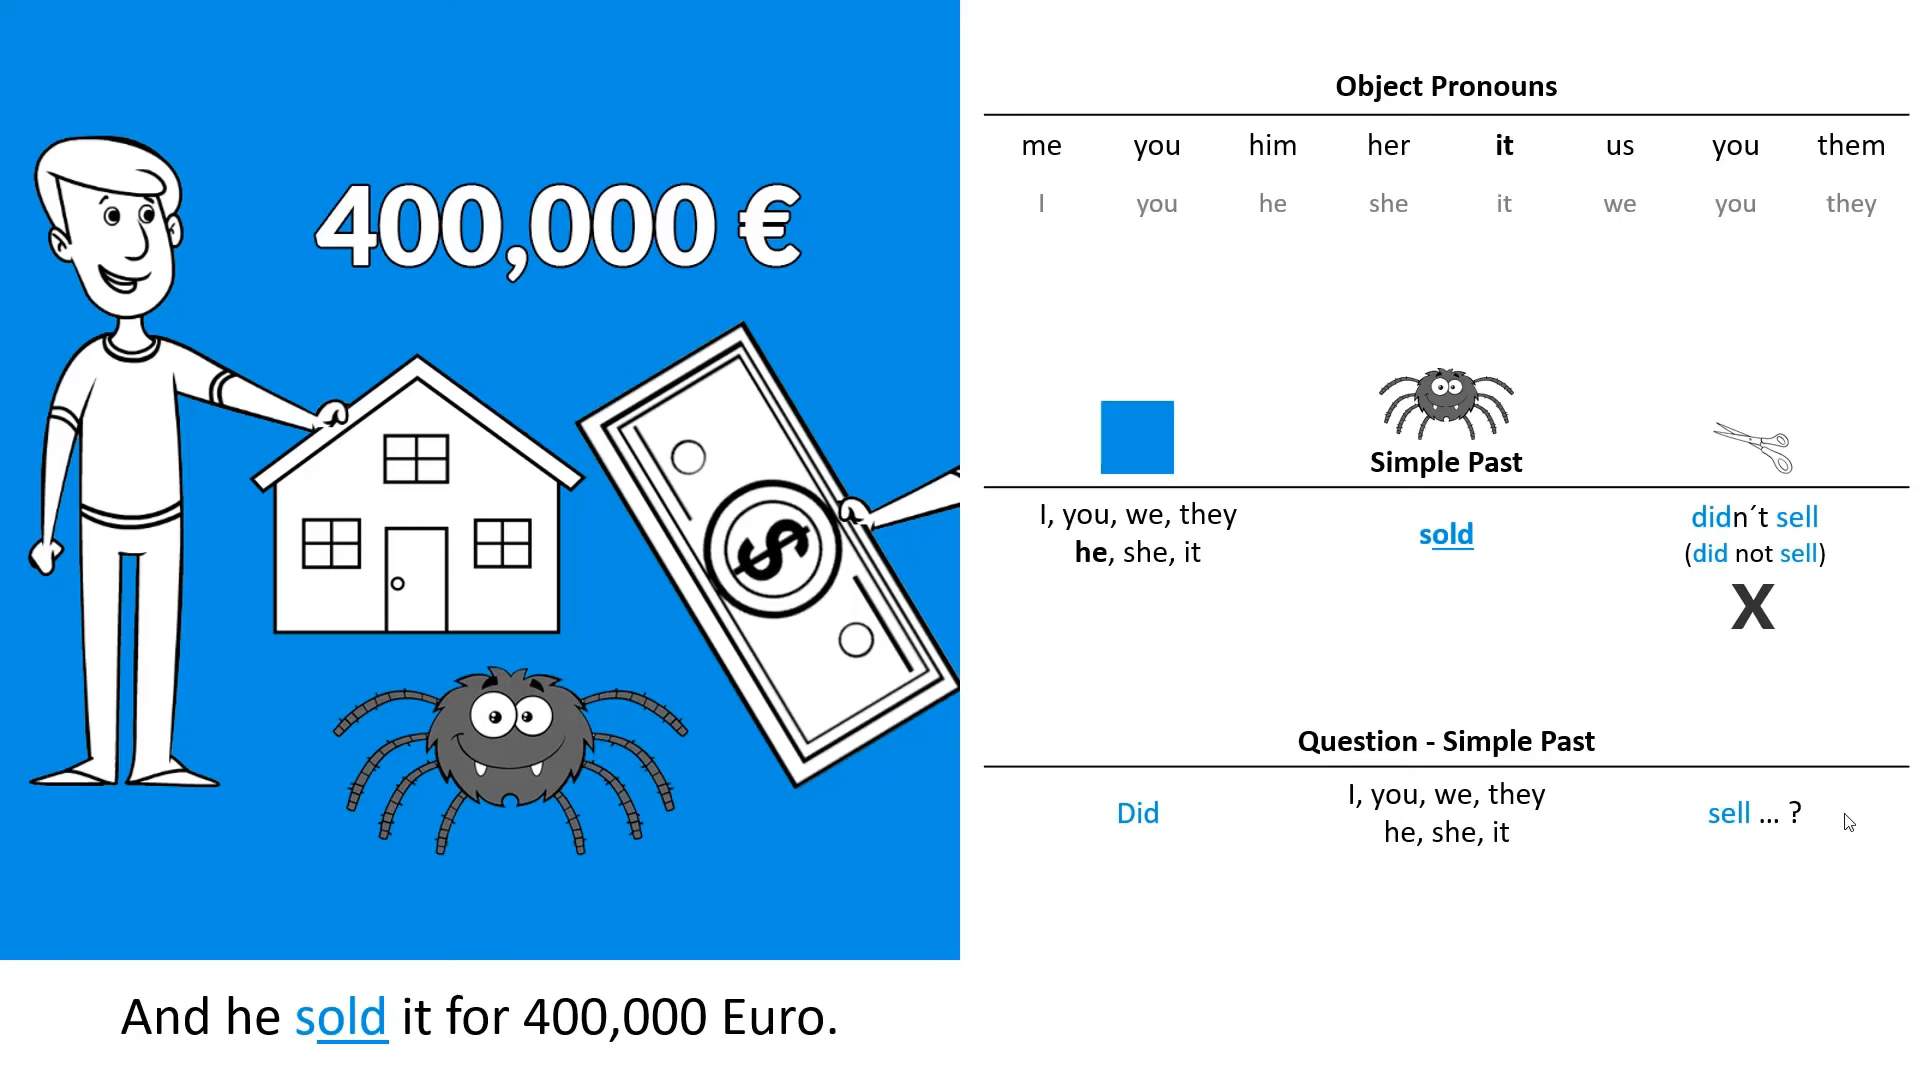 400,000 €
And he sold it for 400,000 Euro.
Object Pronouns
me you him her it us you them
I you he she it we you they
Simple Past
I, you, we, they
he, she, it
sold
didn´t sell
(did not sell)
X
Question - Simple Past
Did
I, you, we, they
he, she, it
sell ... ?